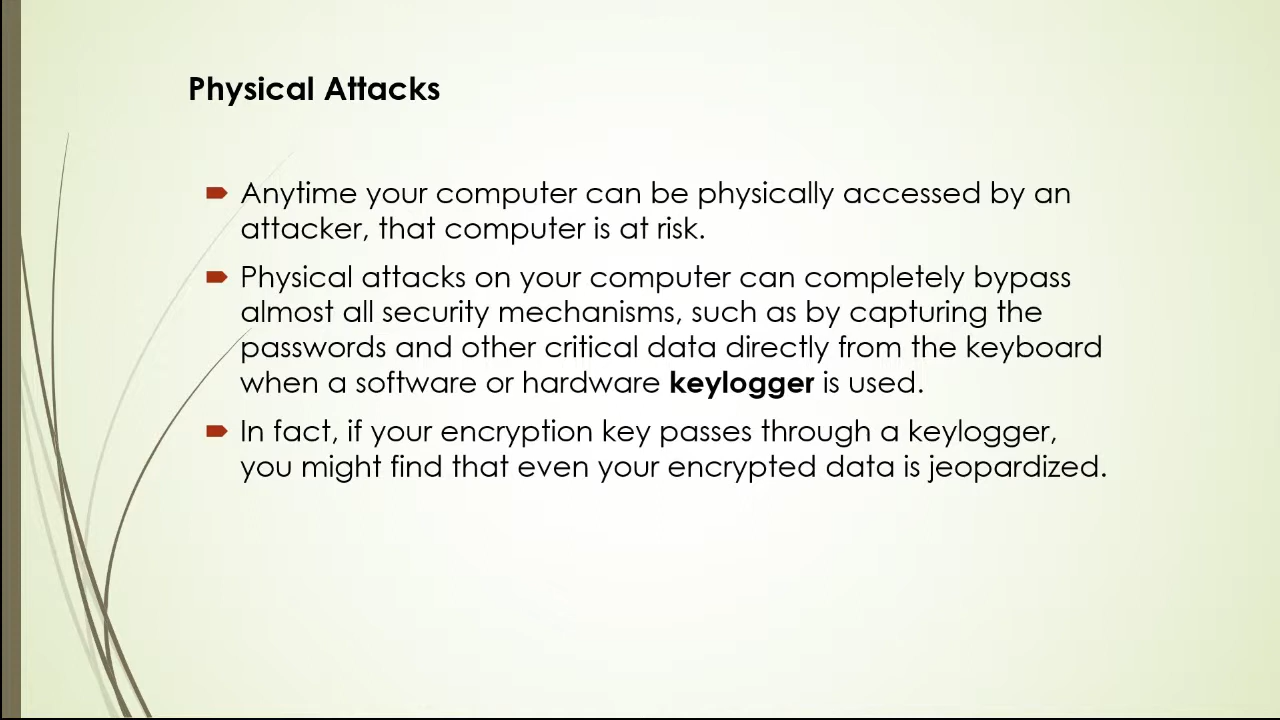 Physical Attacks
Anytime your computer can be physically accessed by an
attacker, that computer is at risk.
Physical attacks on your computer can completely bypass
almost all security mechanisms, such as by capturing the
passwords and other critical data directly from the keyboard
when a software or hardware keylogger is used.
In fact, if your encryption key passes through a keylogger,
you might find that even your encrypted data is jeopardized.